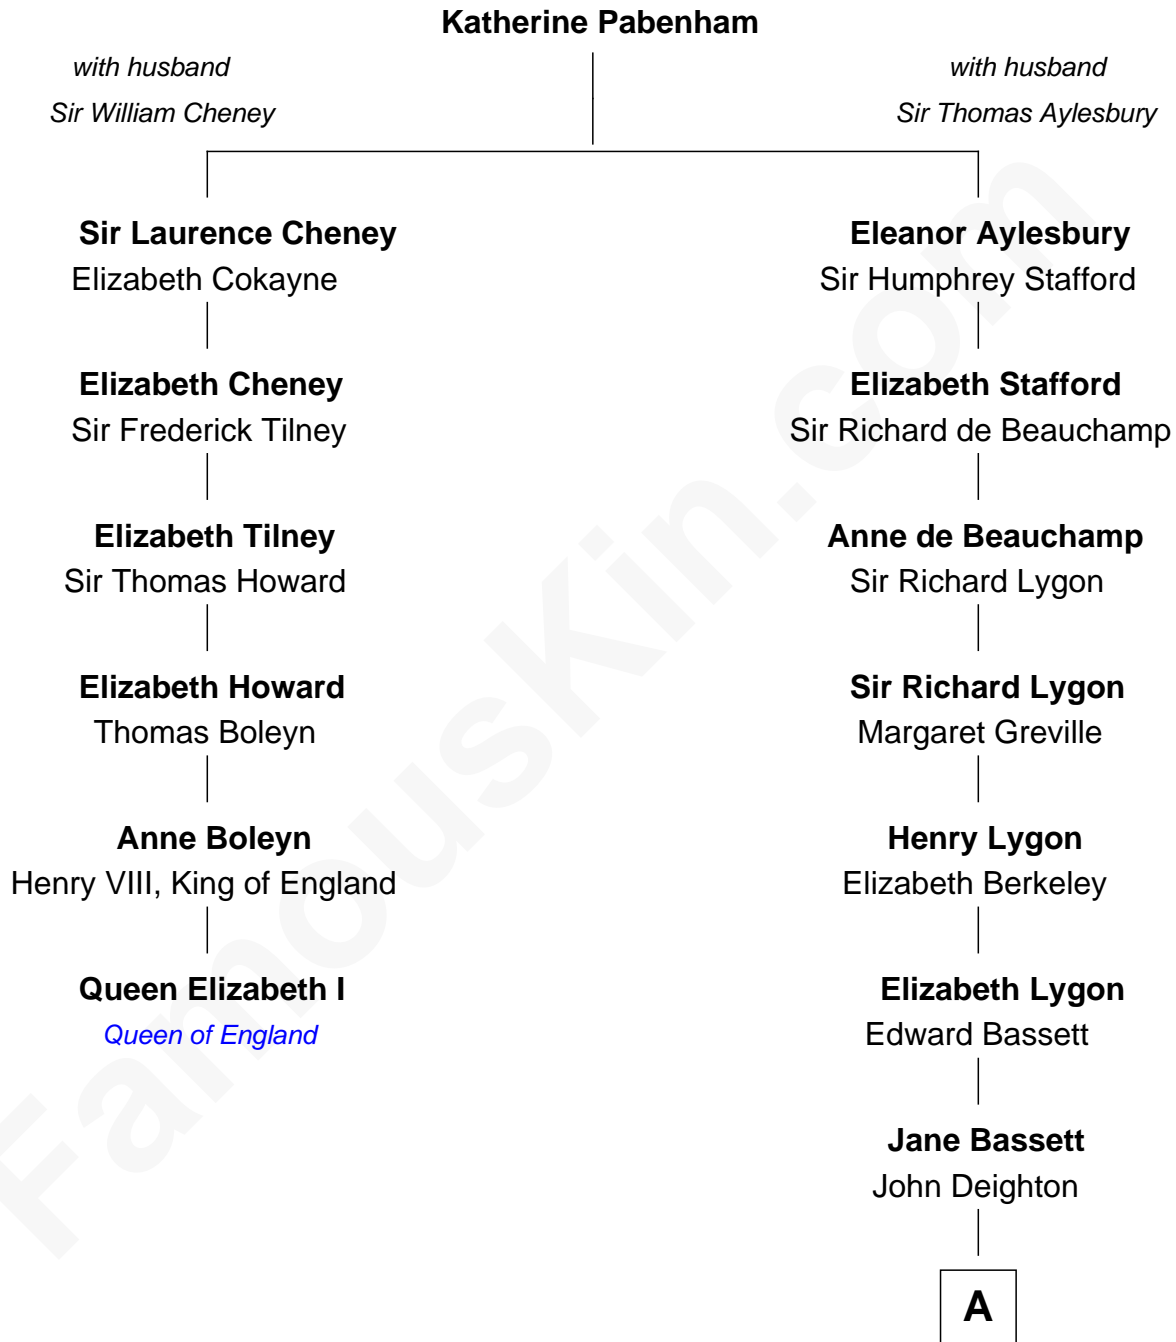 Katherine Pabenham
with husband
Sir William Cheney
with husband
Sir Thomas Aylesbury
Sir Laurence Cheney
Elizabeth Cokayne
Elizabeth Cheney
Sir Frederick Tilney
Elizabeth Tilney
Sir Thomas Howard
Elizabeth Howard
Thomas Boleyn
Anne Boleyn
Henry VIII, King of England
Queen Elizabeth I
Queen of England
Eleanor Aylesbury
Sir Humphrey Stafford
Elizabeth Stafford
Sir Richard de Beauchamp
Anne de Beauchamp
Sir Richard Lygon
Sir Richard Lygon
Margaret Greville
Henry Lygon
Elizabeth Berkeley
Elizabeth Lygon
Edward Bassett
Jane Bassett
John Deighton
A
FamousKin.com